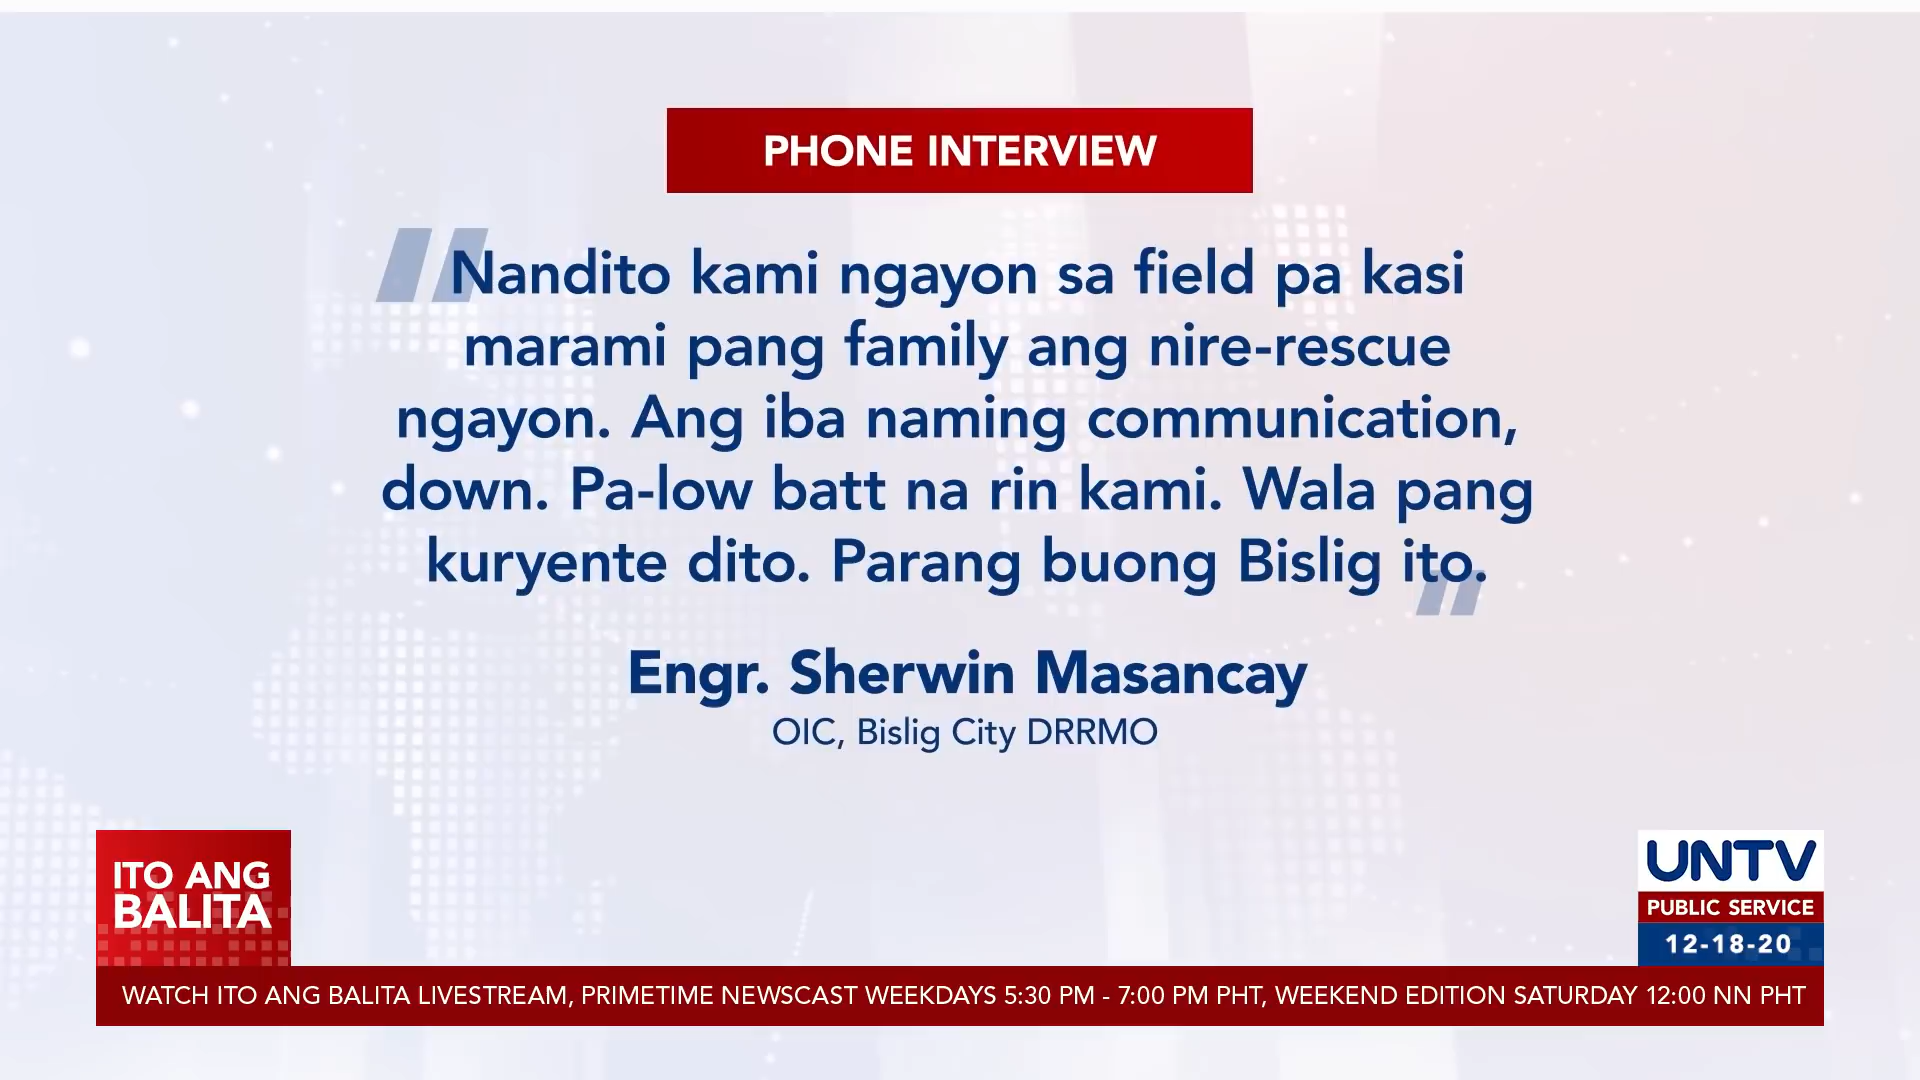 PHONE INTERVIEW
Nandito kami ngayon sa field pa kasi
marami pang family ang nire-rescue
ngayon. Ang iba naming communication,
down. Pa-low batt na rin kami. Wala pang
kuryente dito. Parang buong Bislig ito.
Engr. Sherwin Masancay
OIC, Bislig City DRRMO
ITO ANG
BALITA
UNTV
PUBLIC SERVICE
12-18-20
WATCH ITO ANG BALITA LIVESTREAM, PRIMETIME NEWSCAST WEEKDAYS 5:30 PM - 7:00 PM PHT, WEEKEND EDITION SATURDAY 12:00 NN PHT